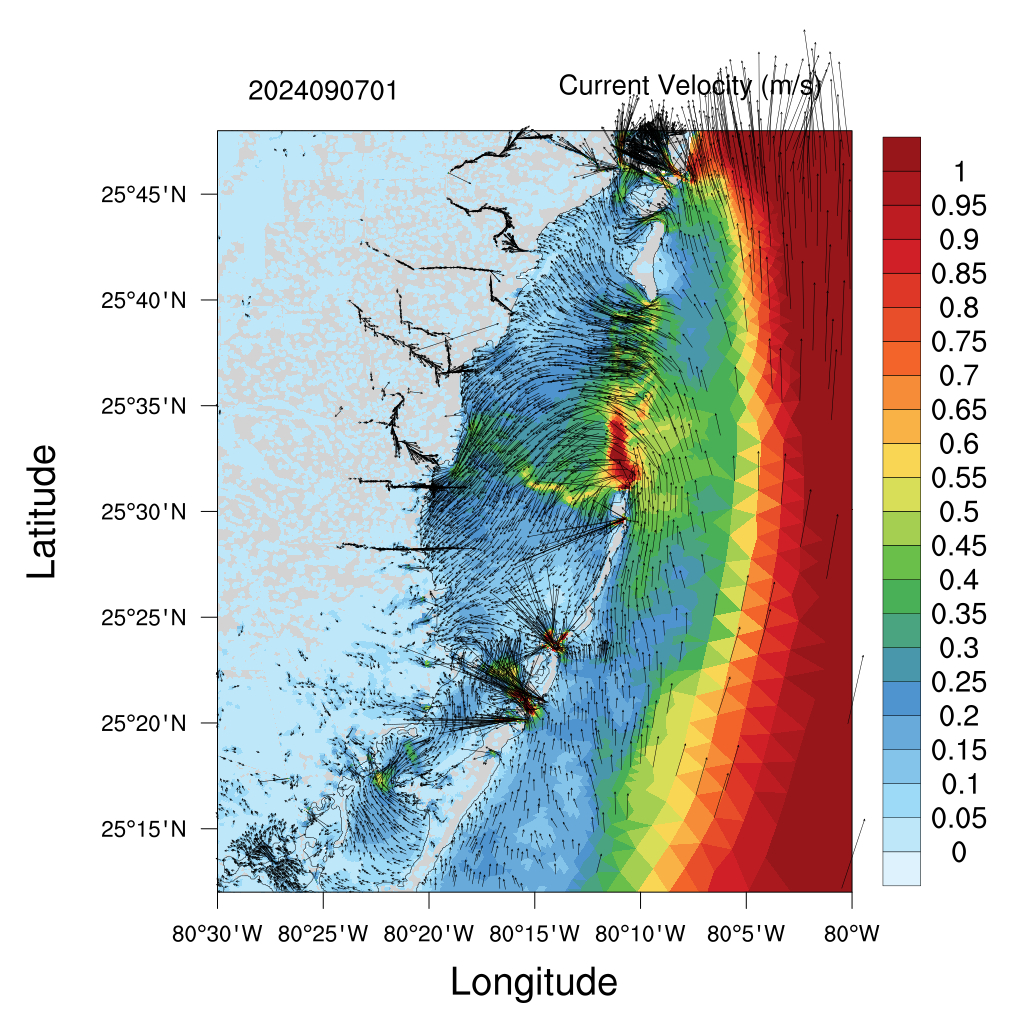 2024090701
Current Velocity (m/s)
Latitude
25°45'N
25°40'N
25°35'N
25°30'N
25°25'N
25°20'N
25°15'N
80°30'W 80°25'W 80°20'W 80°15'W 80°10'W 80°5'W 80°W
Longitude
1
0.95
0.9
0.85
0.8
0.75
0.7
0.65
0.6
0.55
0.5
0.45
0.4
0.35
0.3
0.25
0.2
0.15
0.1
0.05
0